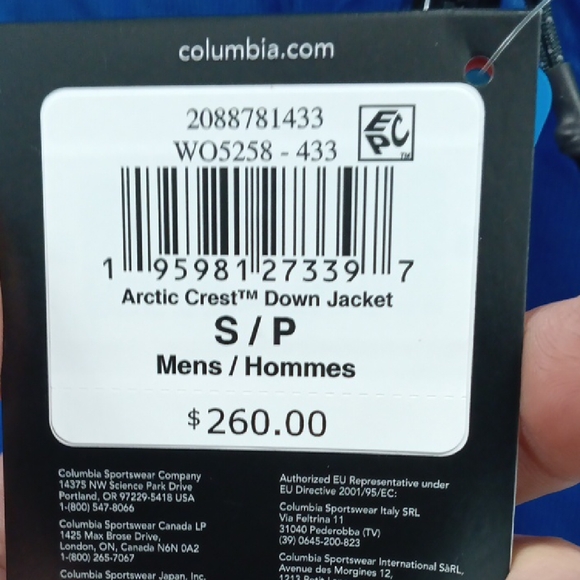 columbia.com
2088781433
WO5258 - 433
EPC™
1 95981 27339 7
Arctic Crest™ Down Jacket
S / P
Mens / Hommes
$260.00
Columbia Sportswear Company
14375 NW Science Park Drive
Portland, OR 97229-5418 USA
1-(800) 547-8066
Columbia Sportswear Canada LP
1425 Max Brose Drive,
London, ON, Canada N6N 0A2
1-(800) 265-7067
Columbia Sportswear Japan, Inc.
Authorized EU Representative under
EU Directive 2001/95/EC:
Columbia Sportswear Italy SRL
Via Feltrina 11
31040 Pederobba (TV)
(39) 0645-200-823
Columbia Sportswear International SàRL,
Avenue des Morgines 12,
1213 Petit